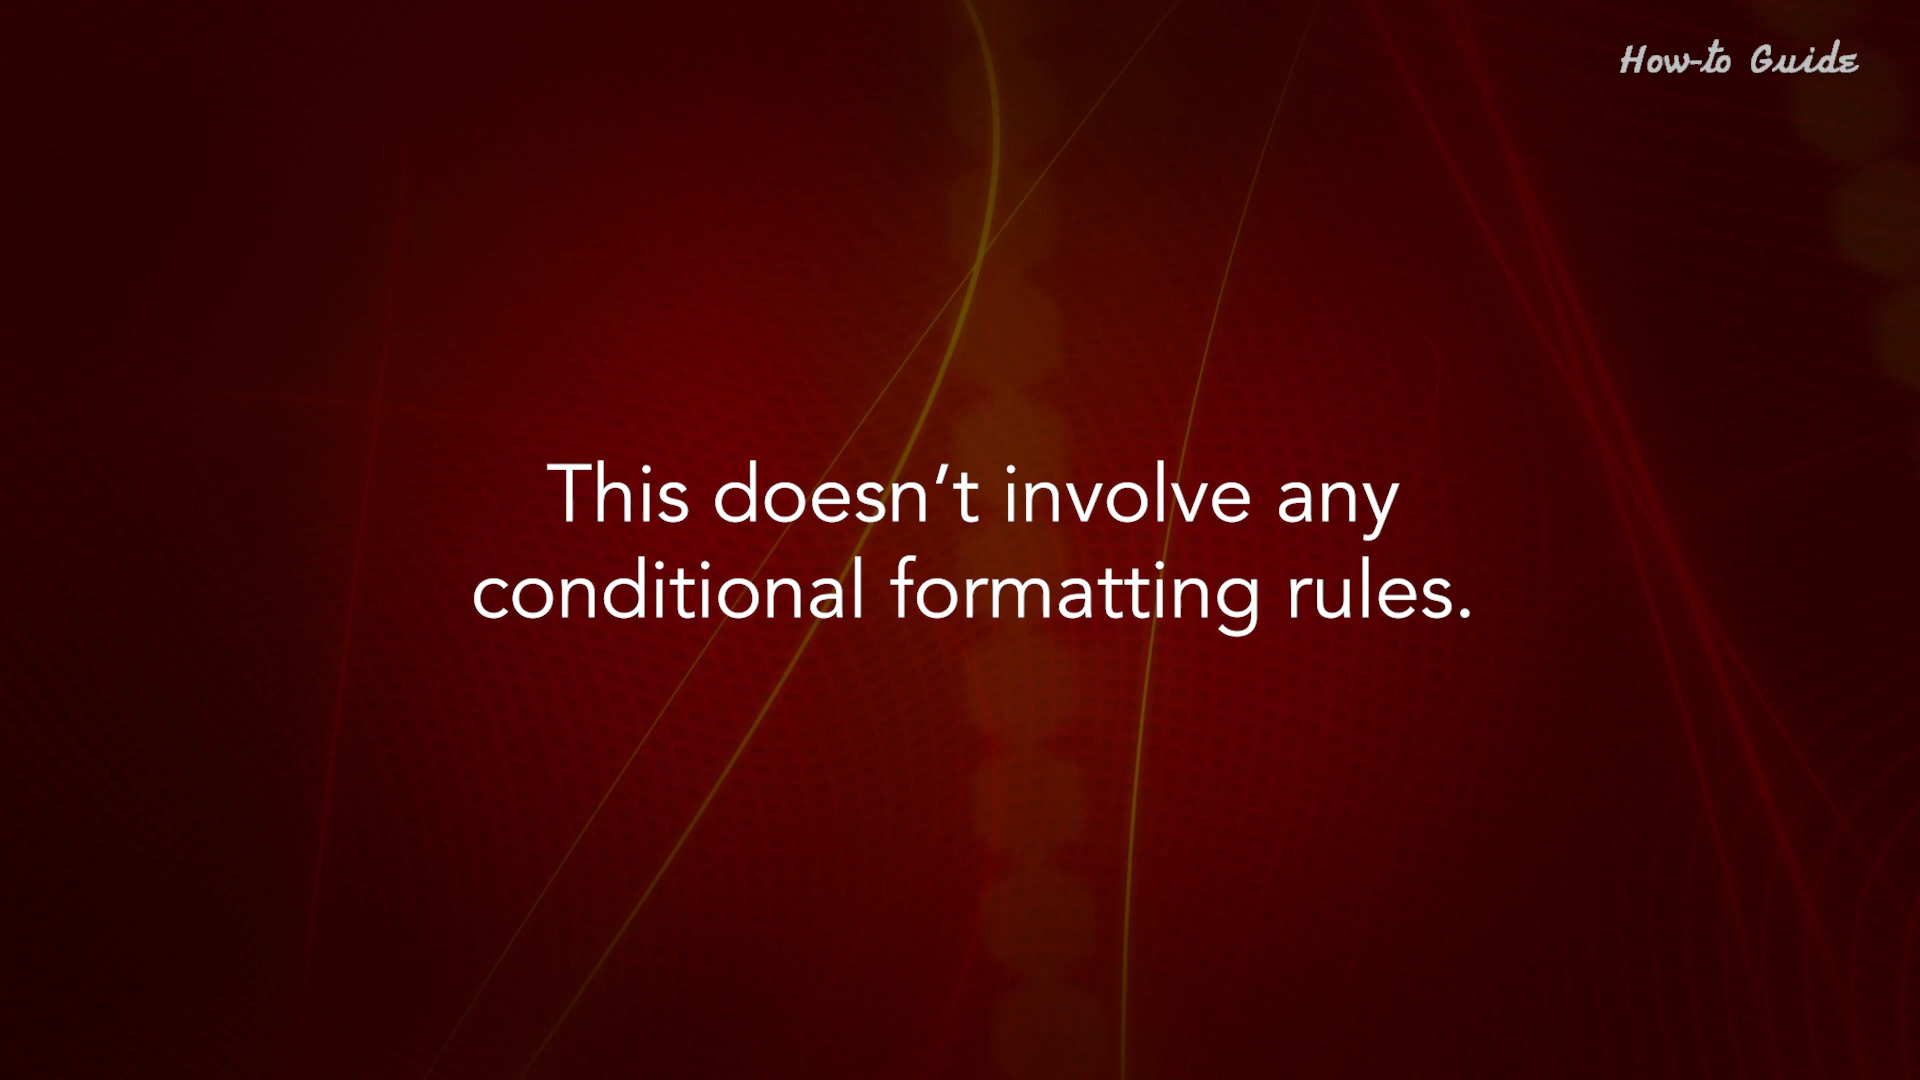 How-to Guide
This doesn’t involve any
conditional formatting rules.